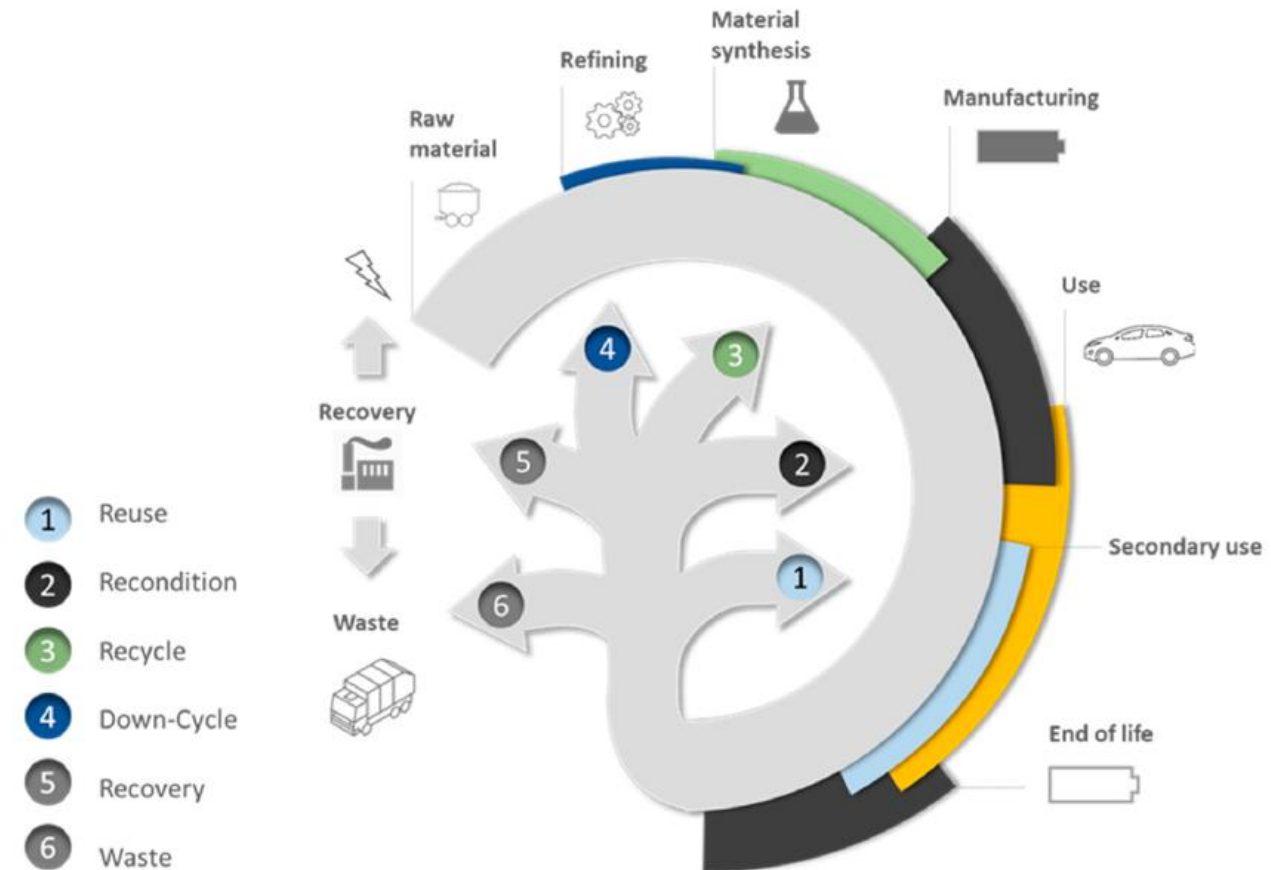 Material
synthesis
Refining
Manufacturing
Raw
material
Use
4
3
Recovery
5
2
1 Reuse
Secondary use
1
2 Recondition
6
Waste
3 Recycle
4 Down-Cycle
End of life
5 Recovery
6 Waste